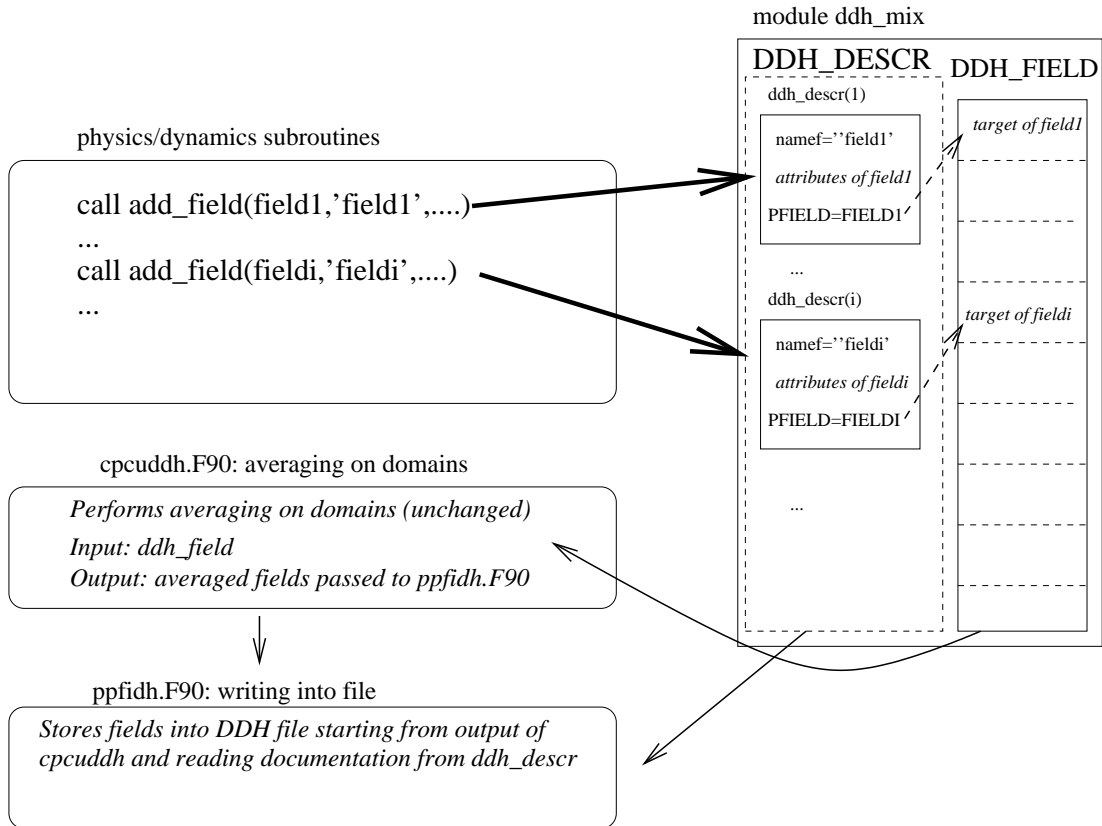 module ddh_mix
DDH_DESCR
DDH_FIELD
ddh_descr(1)
namef=''field1'
attributes of field1
PFIELD=FIELD1
...
ddh_descr(i)
namef=''fieldi'
attributes of fieldi
PFIELD=FIELDI
...
target of field1
target of fieldi
physics/dynamics subroutines
call add_field(field1,'field1',....)
...
call add_field(fieldi,'fieldi',....)
...
cpcuddh.F90: averaging on domains
Performs averaging on domains (unchanged)
Input: ddh_field
Output: averaged fields passed to ppfidh.F90
ppfidh.F90: writing into file
Stores fields into DDH file starting from output of
cpcuddh and reading documentation from ddh_descr